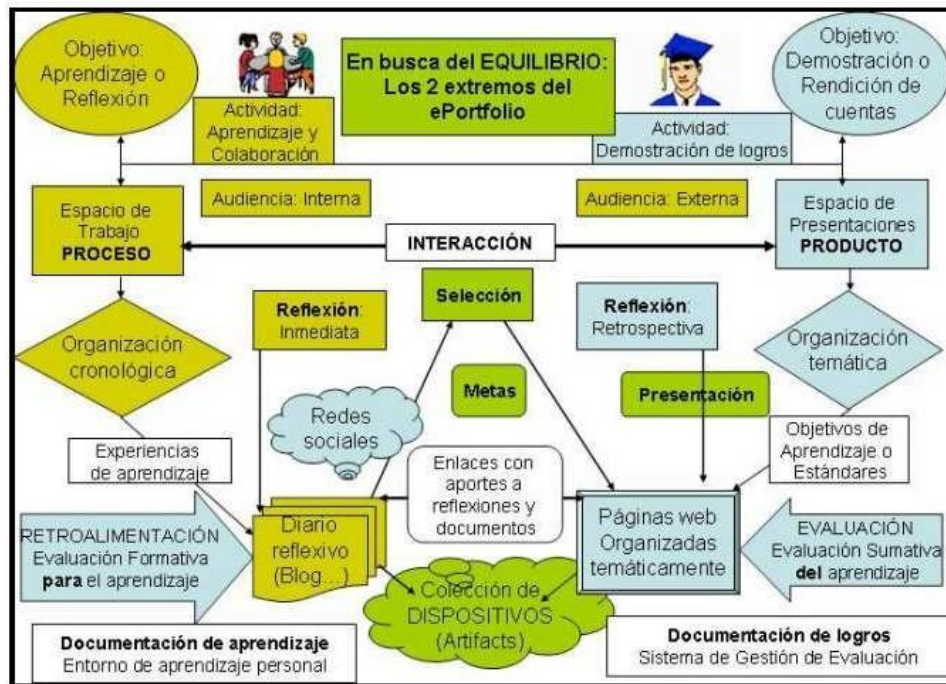 Objetivo:
Aprendizaje o
Reflexión
En busca del EQUILIBRIO:
Los 2 extremos del
ePortfolio
Objetivo:
Demostración o
Rendición de
cuentas
Actividad:
Aprendizaje y
Colaboración
Actividad:
Demostración de logros
Audiencia: Interna
Audiencia: Externa
Espacio de
Trabajo
PROCESO
INTERACCIÓN
Espacio de
Presentaciones
PRODUCTO
Reflexión:
Inmediata
Selección
Reflexión:
Retrospectiva
Organización
cronológica
Organización
temática
Metas
Presentación
Redes
sociales
Experiencias
de aprendizaje
Enlaces con
aportes a
reflexiones y
documentos
Objetivos de
Aprendizaje o
Estándares
RETROALIMENTACIÓN
Evaluación Formativa
para el aprendizaje
Diario
reflexivo
(Blog...)
Páginas web
Organizadas
temáticamente
EVALUACIÓN
Evaluación Sumativa
del aprendizaje
Colección de
DISPOSITIVOS
(Artifacts)
Documentación de aprendizaje
Entorno de aprendizaje personal
Documentación de logros
Sistema de Gestión de Evaluación